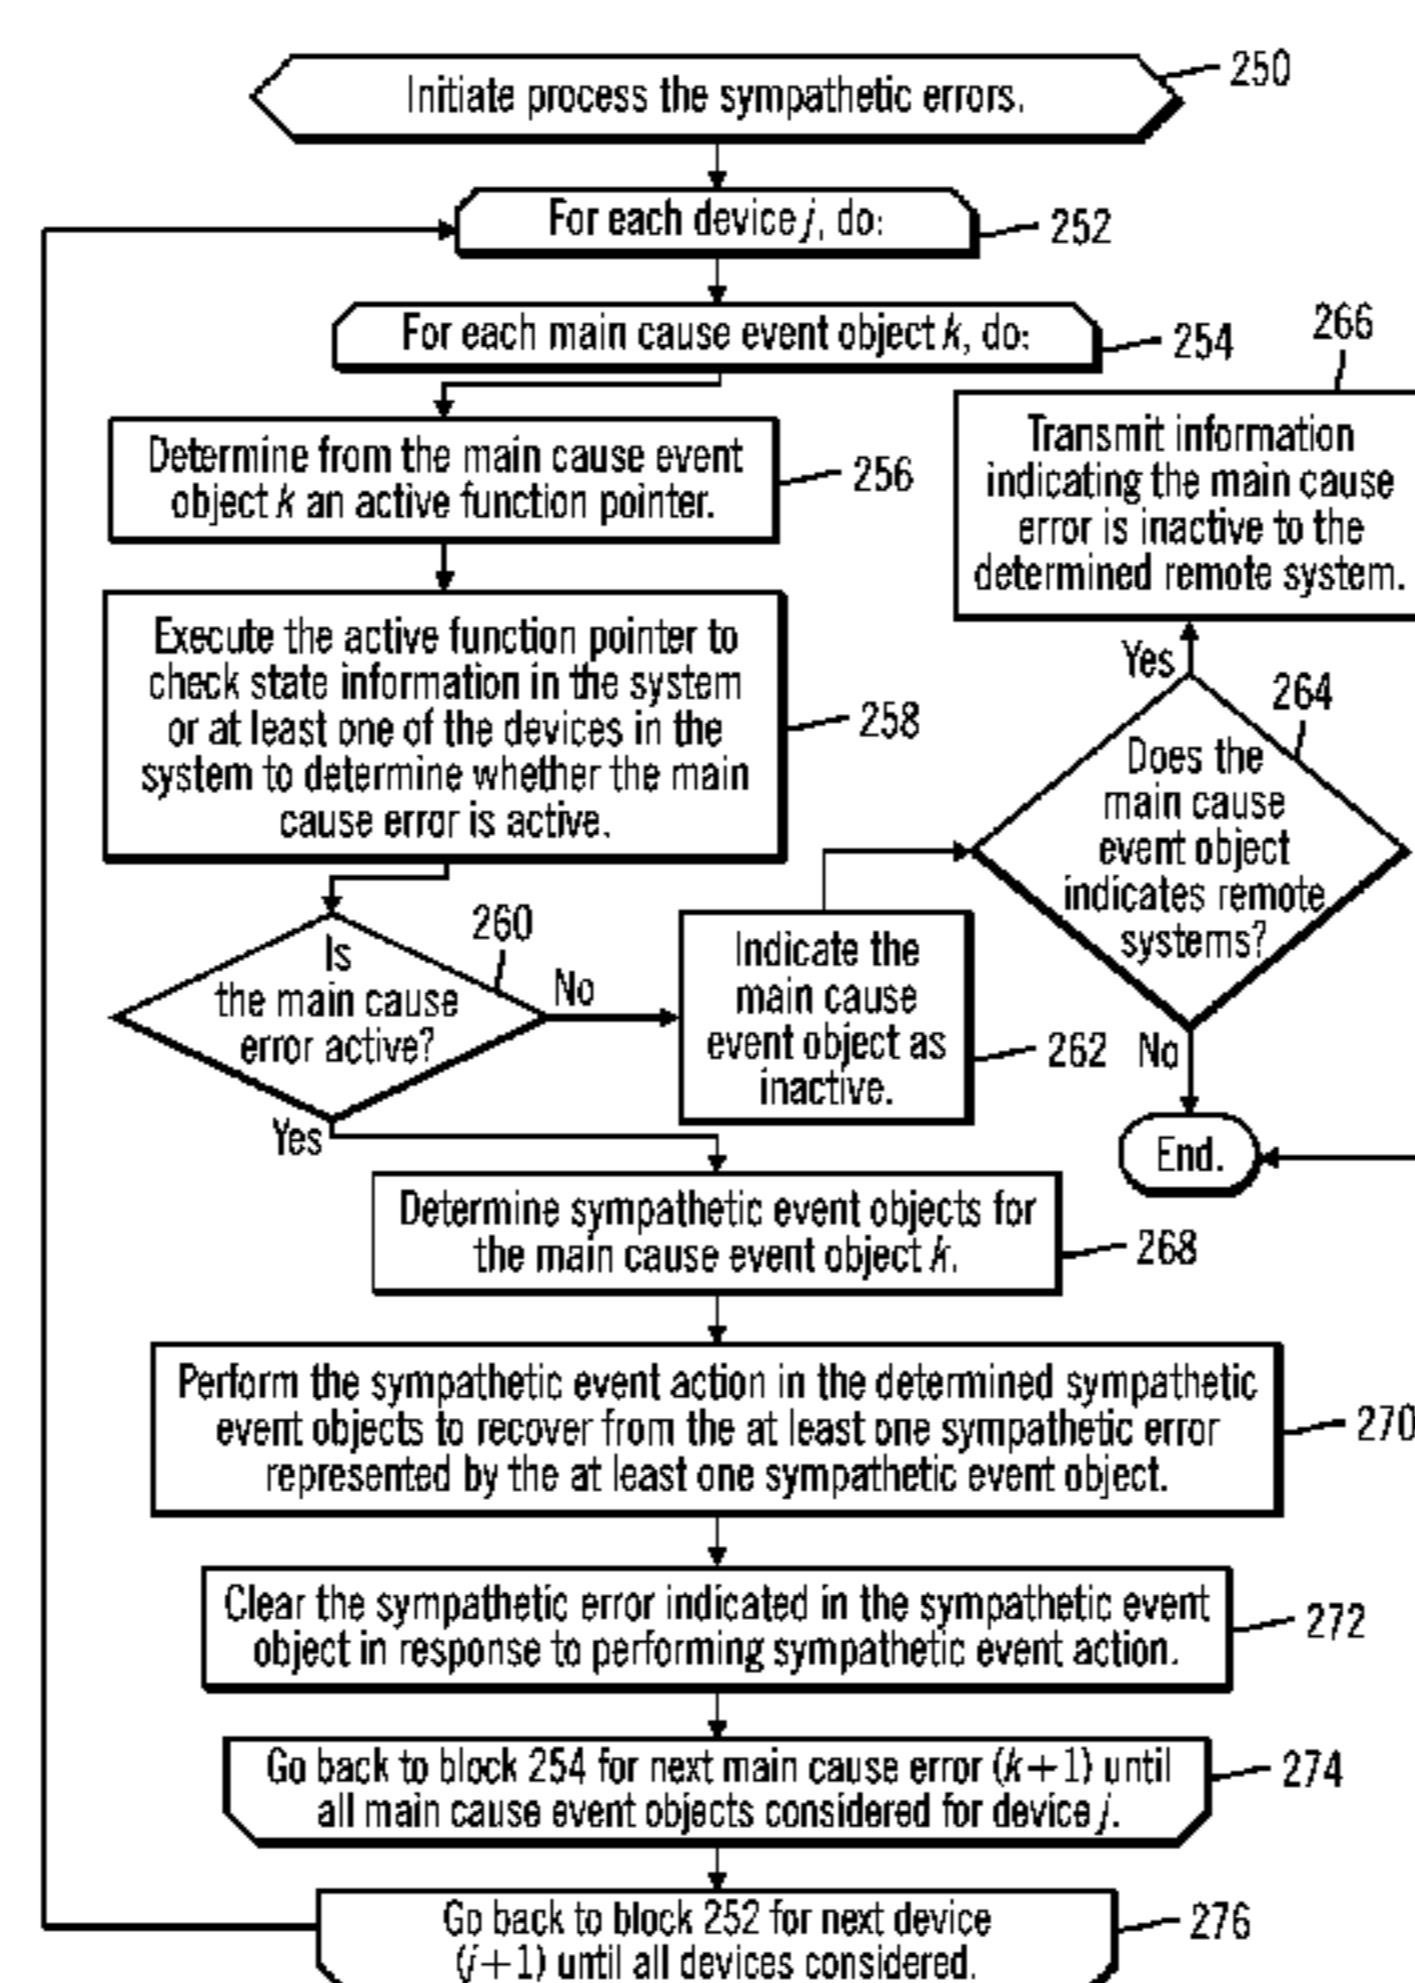 Initiate process the sympathetic errors.
250
For each device j, do:
252
For each main cause event object k, do:
254
Determine from the main cause event
object k an active function pointer.
256
Execute the active function pointer to
check state information in the system
or at least one of the devices in the
system to determine whether the main
cause error is active.
258
Is
the main cause
error active?
260
No
Yes
Indicate the
main cause
event object as
inactive.
262
Does the
main cause
event object
indicates remote
systems?
264
Yes
No
Transmit information
indicating the main cause
error is inactive to the
determined remote system.
266
End.
Determine sympathetic event objects for
the main cause event object k.
268
Perform the sympathetic event action in the determined sympathetic
event objects to recover from the at least one sympathetic error
represented by the at least one sympathetic event object.
270
Clear the sympathetic error indicated in the sympathetic event
object in response to performing sympathetic event action.
272
Go back to block 254 for next main cause error (k+1) until
all main cause event objects considered for device j.
274
Go back to block 252 for next device
(j+1) until all devices considered.
276